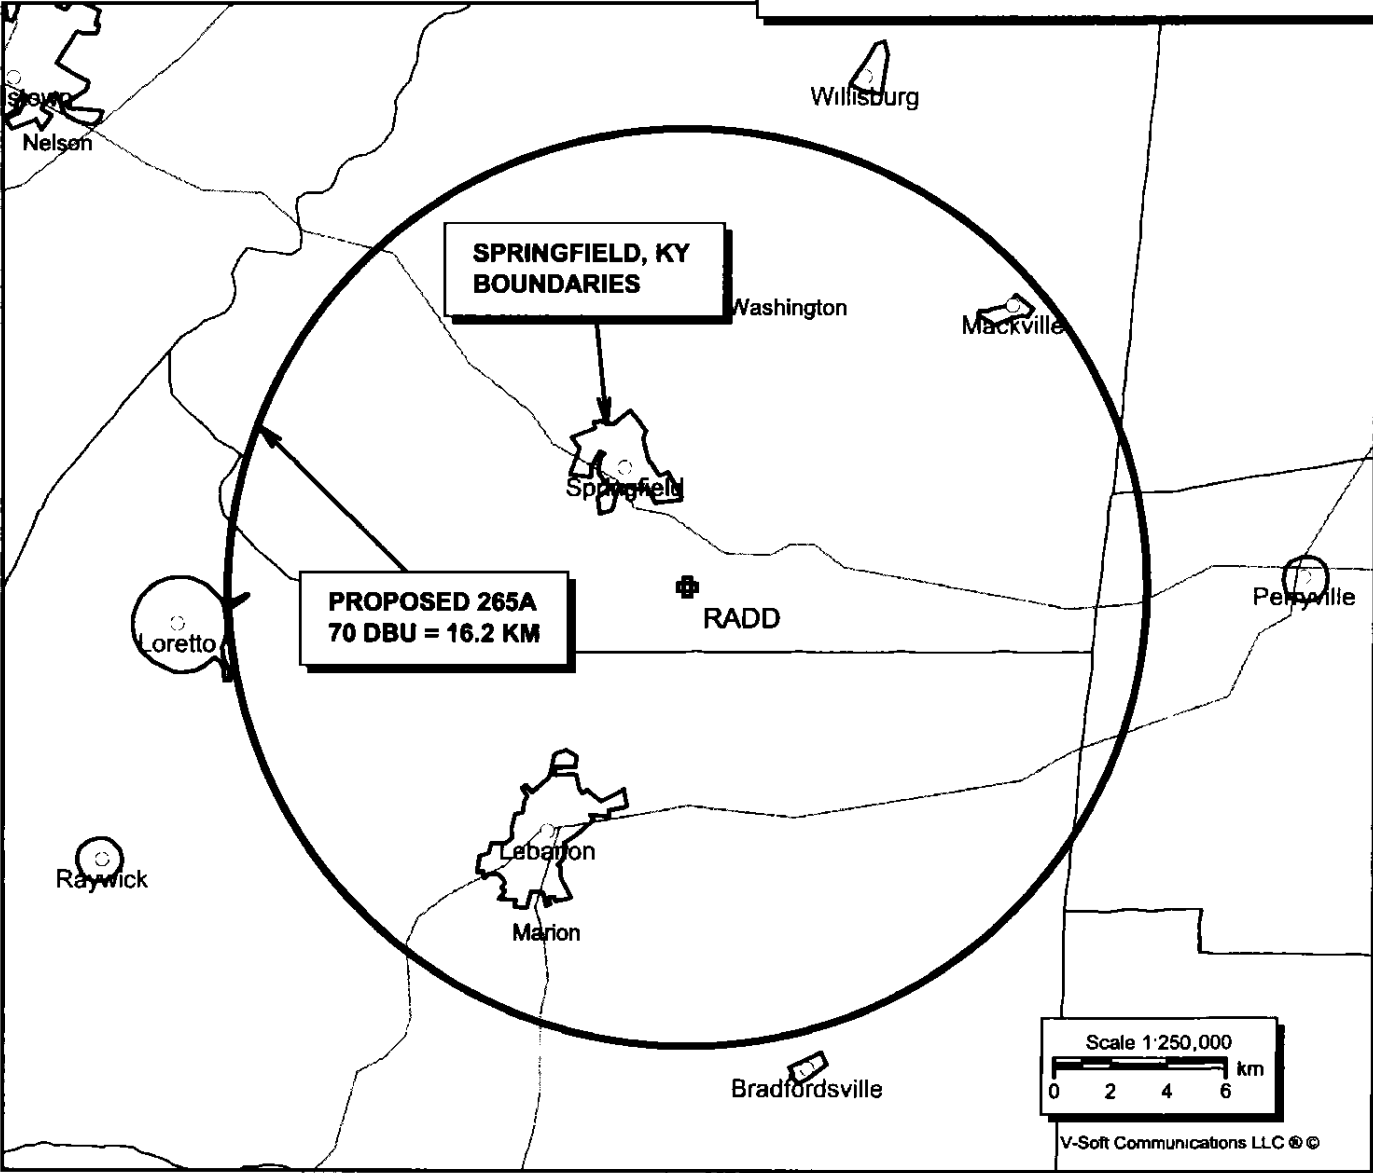 Willisburg
Nelson
SPRINGFIELD, KY
BOUNDARIES
Washington
Mackville
Springfield
PROPOSED 265A
70 DBU = 16.2 KM
RADD
Perryville
Loretto
Lebanon
Raywick
Marion
Scale 1:250,000
km
0 2 4 6
Bradfordsville
V-Soft Communications LLC ® ©